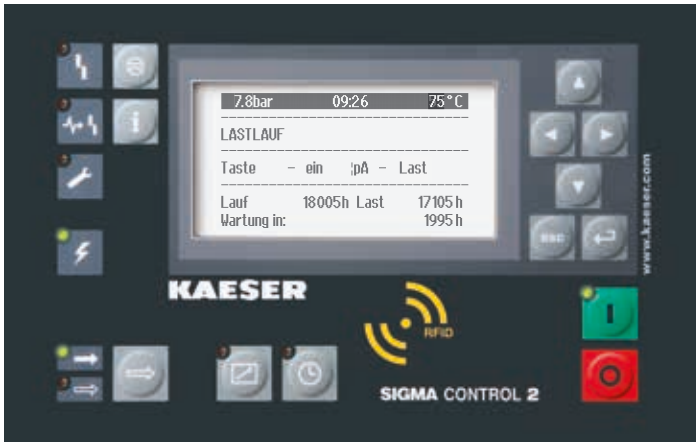 7.8bar 09:26 75°C
LASTLAUF
Taste - ein ¦pA - Last
Lauf 18005h Last 17105h
Wartung in: 1995h
esc
www.kaeser.com
KAESER
RFID
I
SIGMA CONTROL 2